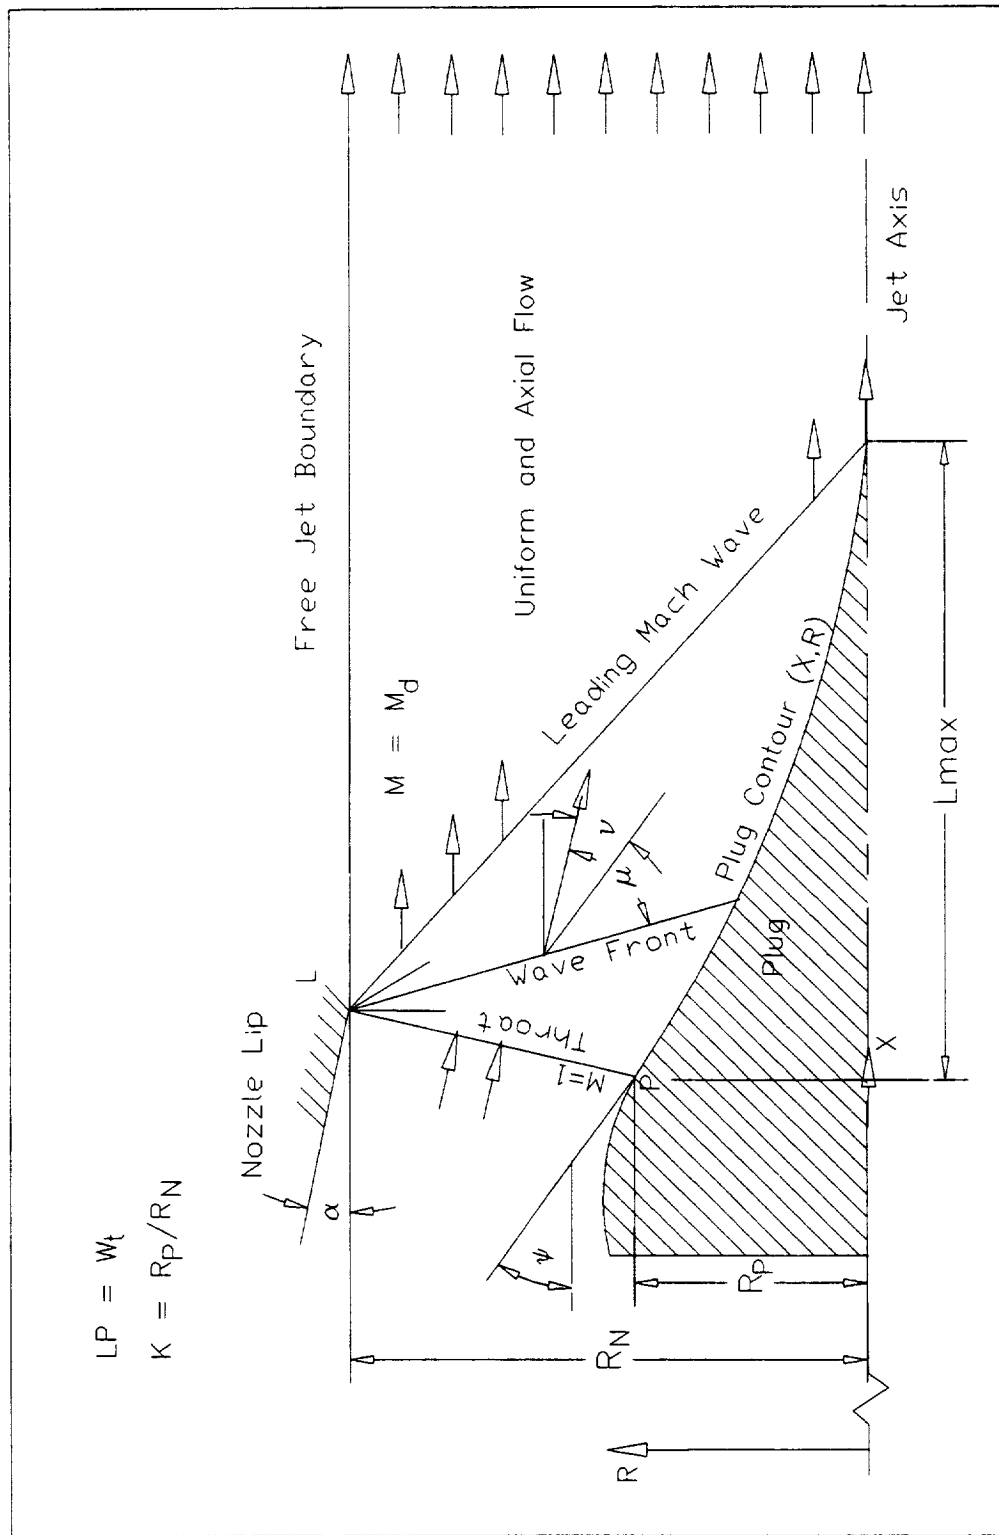 LP = Wt
K = Rp/RN
Nozzle Lip
L
α
Free Jet Boundary
M = Md
Uniform and Axial Flow
Leading Mach Wave
ν
μ
Wave Front
Throat
M=1
P
ψ
Plug Contour (X,R)
Plug
RN
Rp
R
X
Lmax
Jet Axis